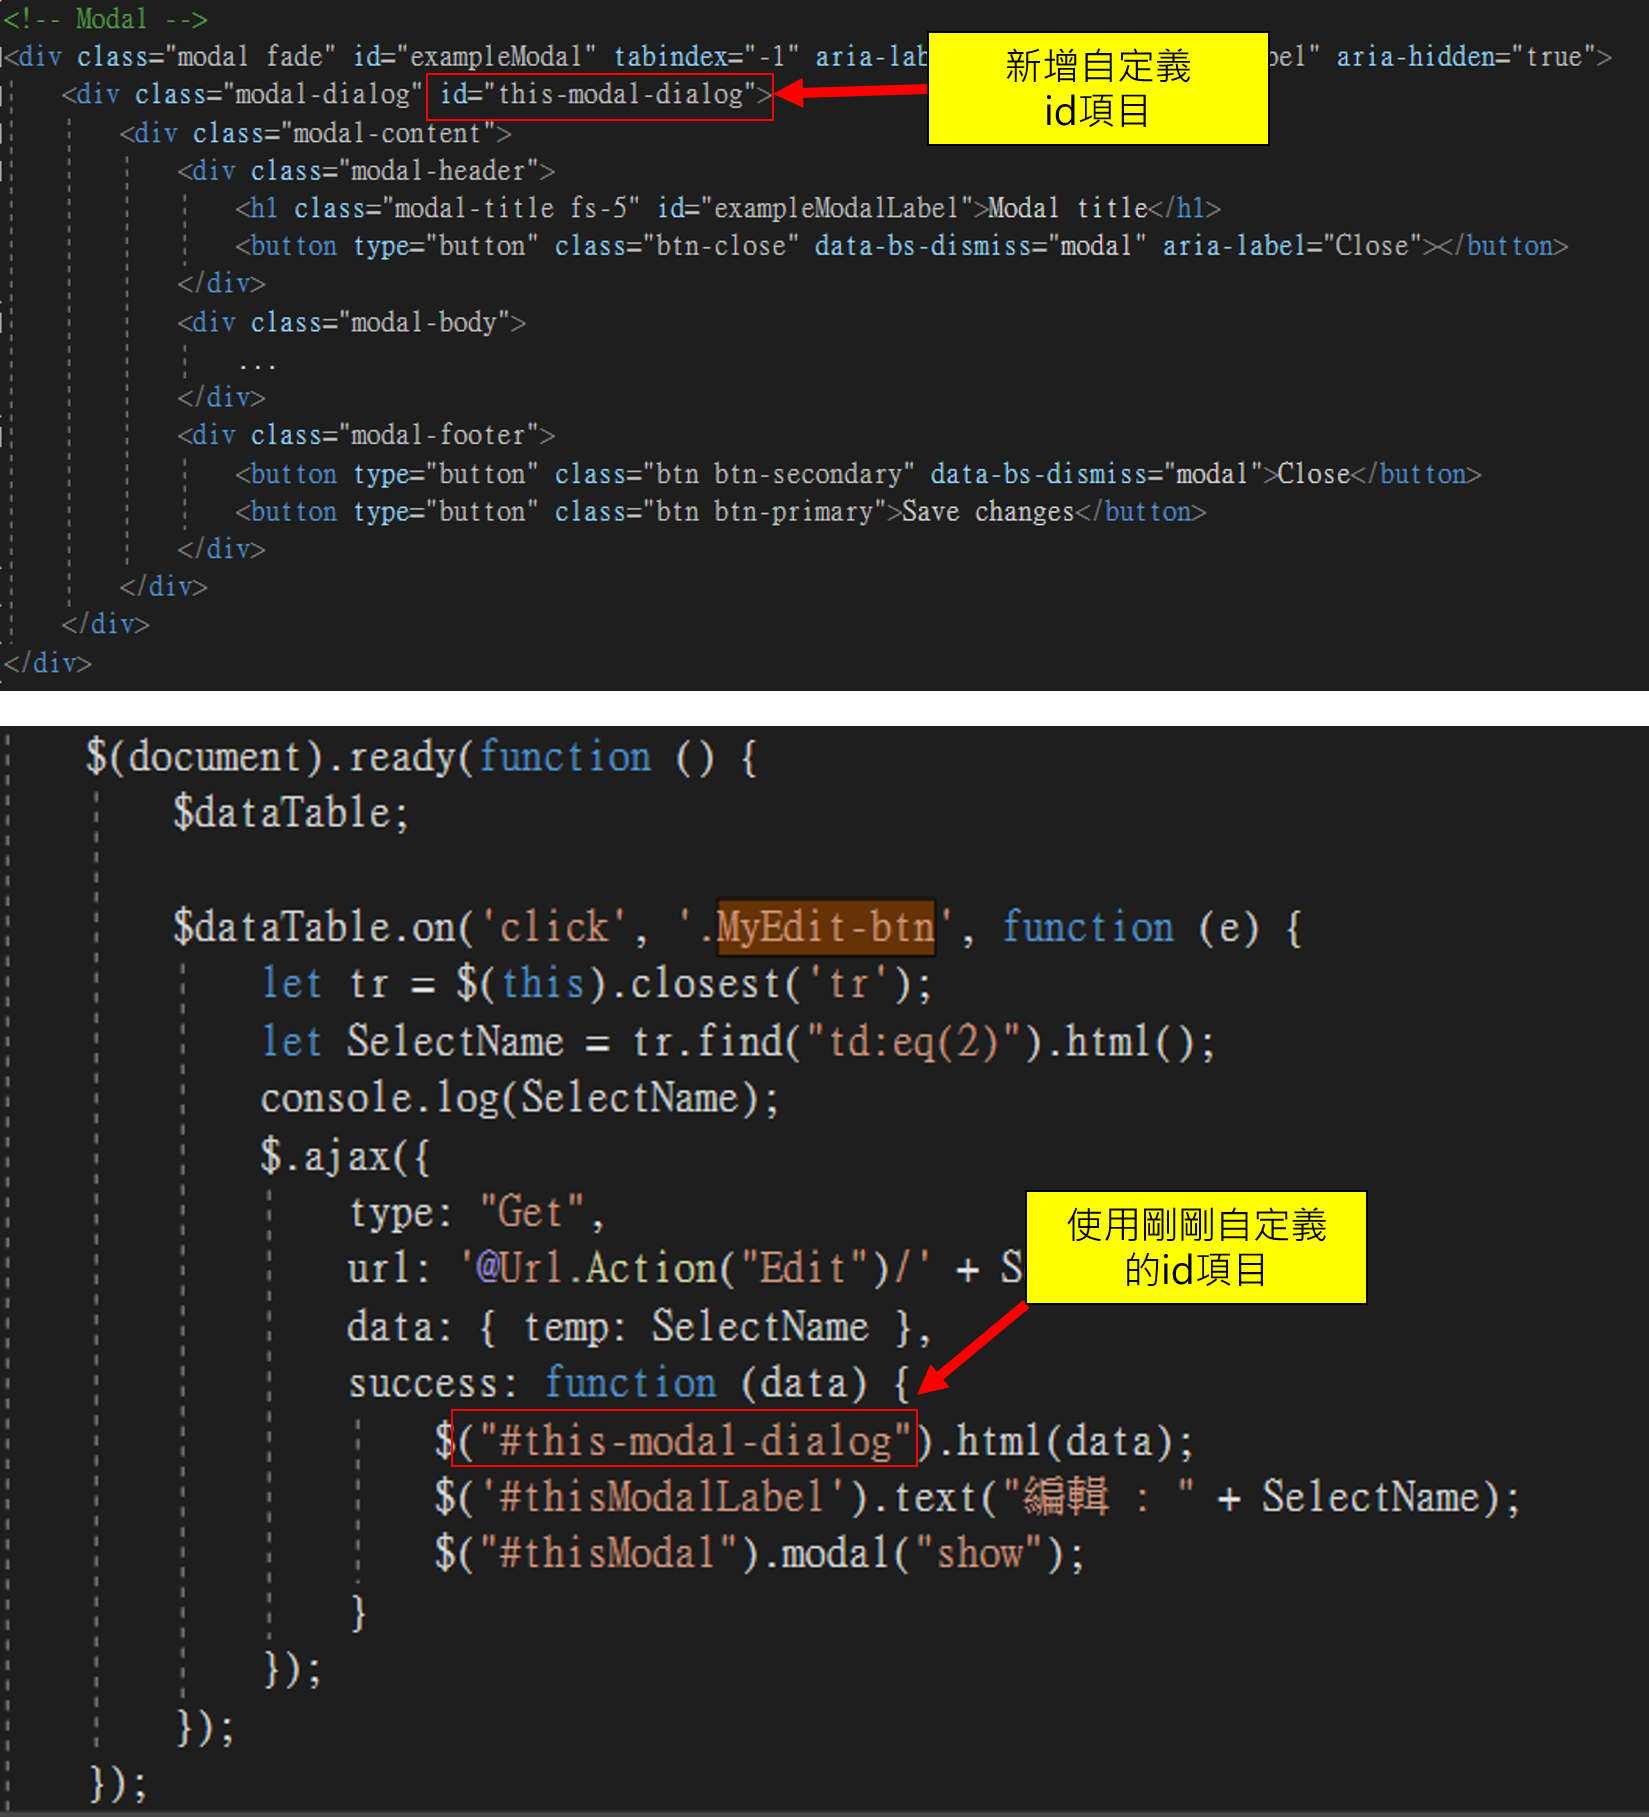 <!-- Modal -->
<div class="modal fade" id="exampleModal" tabindex="-1" aria-lab
新增自定義
id項目
bel" aria-hidden="true">
<div class="modal-dialog" id="this-modal-dialog">
<div class="modal-content">
<div class="modal-header">
<h1 class="modal-title fs-5" id="exampleModalLabel">Modal title</h1>
<button type="button" class="btn-close" data-bs-dismiss="modal" aria-label="Close"></button>
</div>
<div class="modal-body">
...
</div>
<div class="modal-footer">
<button type="button" class="btn btn-secondary" data-bs-dismiss="modal">Close</button>
<button type="button" class="btn btn-primary">Save changes</button>
</div>
</div>
</div>
</div>
$(document).ready(function () {
$dataTable;
$dataTable.on('click', '.MyEdit-btn', function (e) {
let tr = $(this).closest('tr');
let SelectName = tr.find("td:eq(2)").html();
console.log(SelectName);
$.ajax({
type: "Get",
url: '@Url.Action("Edit")/' + S
使用剛剛自定義
的id項目
data: { temp: SelectName },
success: function (data) {
$("#this-modal-dialog").html(data);
$('#thisModalLabel').text("編輯 : " + SelectName);
$("#thisModal").modal("show");
}
});
});
});